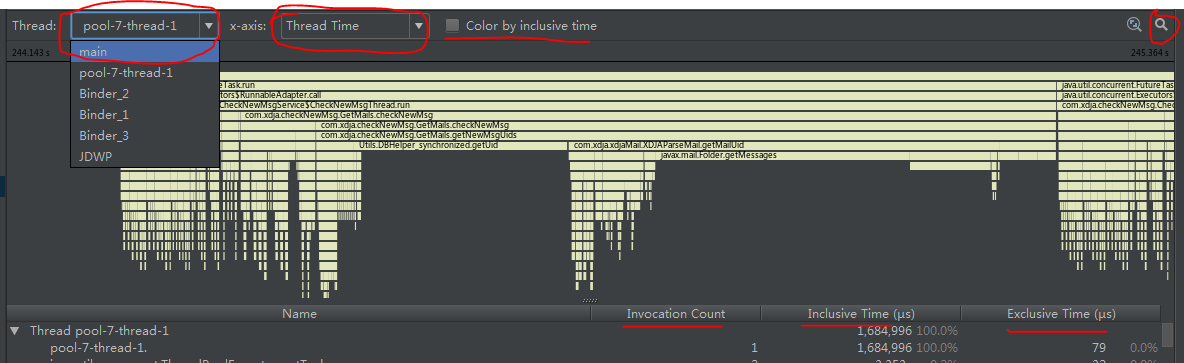 Thread: pool-7-thread-1 x-axis: Thread Time Color by inclusive time
main
pool-7-thread-1
Binder_2
Binder_1
Binder_3
JDWP
244.143 s 245.364 s
eTask.run java.util.concurrent.FutureTas
tors$RunnableAdapter.call java.util.concurrent.Executors
CheckNewMsgService$CheckNewMsgThread.run com.xdja.checkNewMsg.Chec
com.xdja.checkNewMsg.GetMails.checkNewMsg
com.xdja.checkNewMsg.GetMails.checkNewMsg
com.xdja.checkNewMsg.GetMails.getNewMsgUids
Utils.DBHelper_synchronized.getUid com.xdja.xdjaMail.XDJAParseMail.getMailUid
javax.mail.Folder.getMessages
Name Invocation Count Inclusive Time (μs) Exclusive Time (μs)
Thread pool-7-thread-1 1,684,996 100.0%
pool-7-thread-1. 1 1,684,996 100.0% 79 0.0%